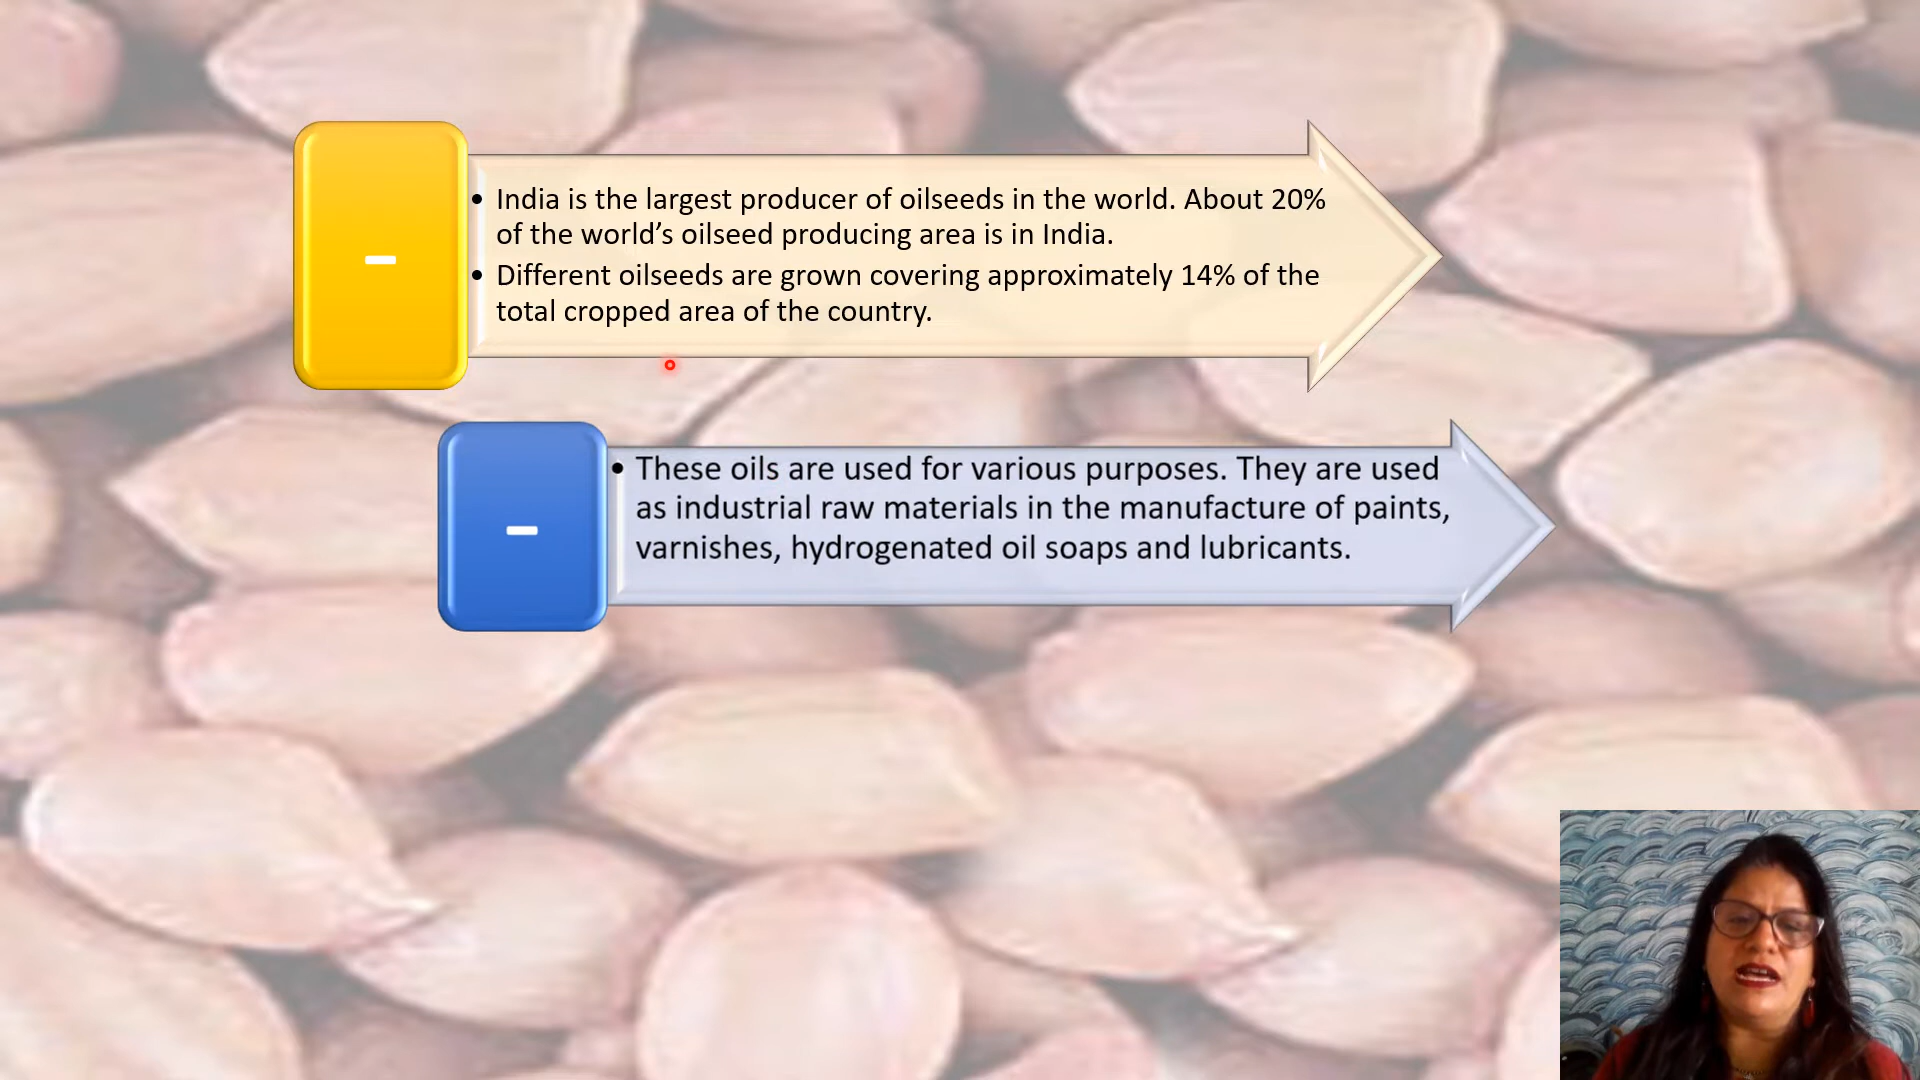 -
• India is the largest producer of oilseeds in the world. About 20%
of the world’s oilseed producing area is in India.
• Different oilseeds are grown covering approximately 14% of the
total cropped area of the country.
-
• These oils are used for various purposes. They are used
as industrial raw materials in the manufacture of paints,
varnishes, hydrogenated oil soaps and lubricants.